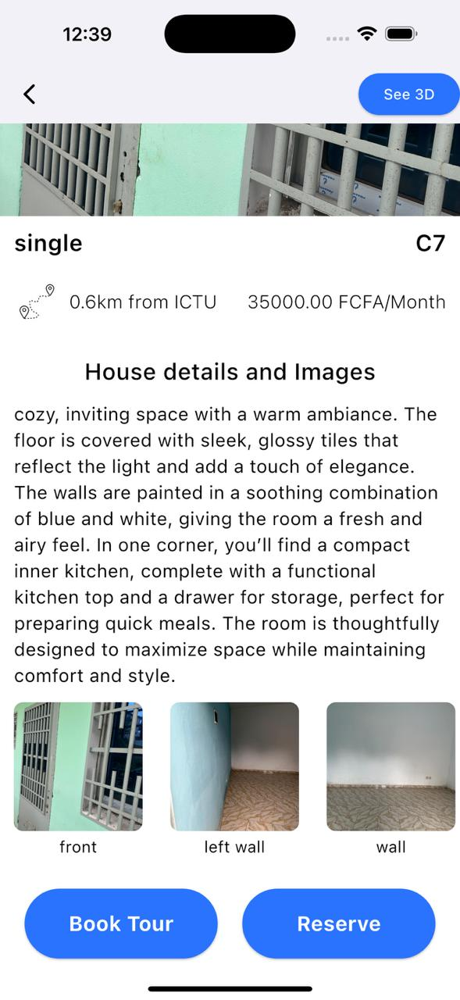 12:39
See 3D
single
C7
0.6km from ICTU
35000.00 FCFA/Month
House details and Images
cozy, inviting space with a warm ambiance. The
floor is covered with sleek, glossy tiles that
reflect the light and add a touch of elegance.
The walls are painted in a soothing combination
of blue and white, giving the room a fresh and
airy feel. In one corner, you’ll find a compact
inner kitchen, complete with a functional
kitchen top and a drawer for storage, perfect for
preparing quick meals. The room is thoughtfully
designed to maximize space while maintaining
comfort and style.
front
left wall
wall
Book Tour
Reserve